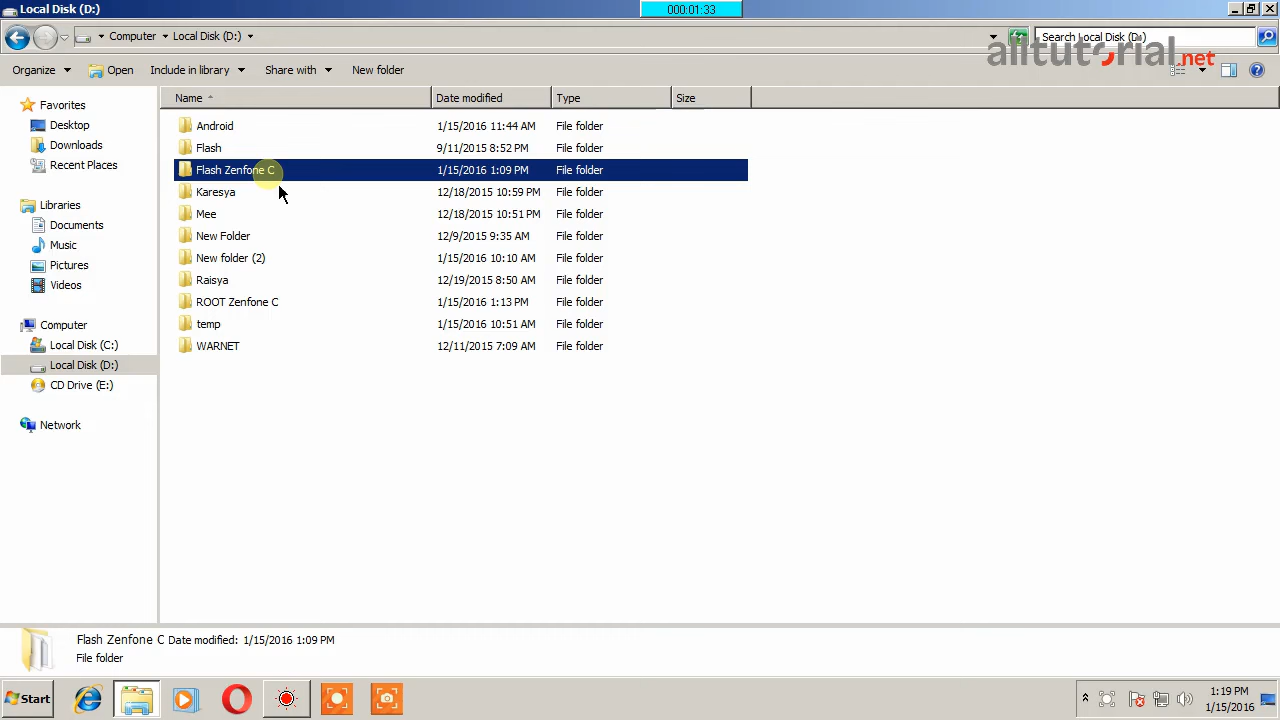 Local Disk (D:)
000:01:33
Computer Local Disk (D:)
Search Local Disk (D:)
alltutorial.net
Organize Open Include in library Share with New folder
Name Date modified Type Size
Favorites
Desktop
Downloads
Recent Places
Libraries
Documents
Music
Pictures
Videos
Computer
Local Disk (C:)
Local Disk (D:)
CD Drive (E:)
Network
Android 1/15/2016 11:44 AM File folder
Flash 9/11/2015 8:52 PM File folder
Flash Zenfone C 1/15/2016 1:09 PM File folder
Karesya 12/18/2015 10:59 PM File folder
Mee 12/18/2015 10:51 PM File folder
New Folder 12/9/2015 9:35 AM File folder
New folder (2) 1/15/2016 10:10 AM File folder
Raisya 12/19/2015 8:50 AM File folder
ROOT Zenfone C 1/15/2016 1:13 PM File folder
temp 1/15/2016 10:51 AM File folder
WARNET 12/11/2015 7:09 AM File folder
Flash Zenfone C Date modified: 1/15/2016 1:09 PM
File folder
Start
1:19 PM
1/15/2016